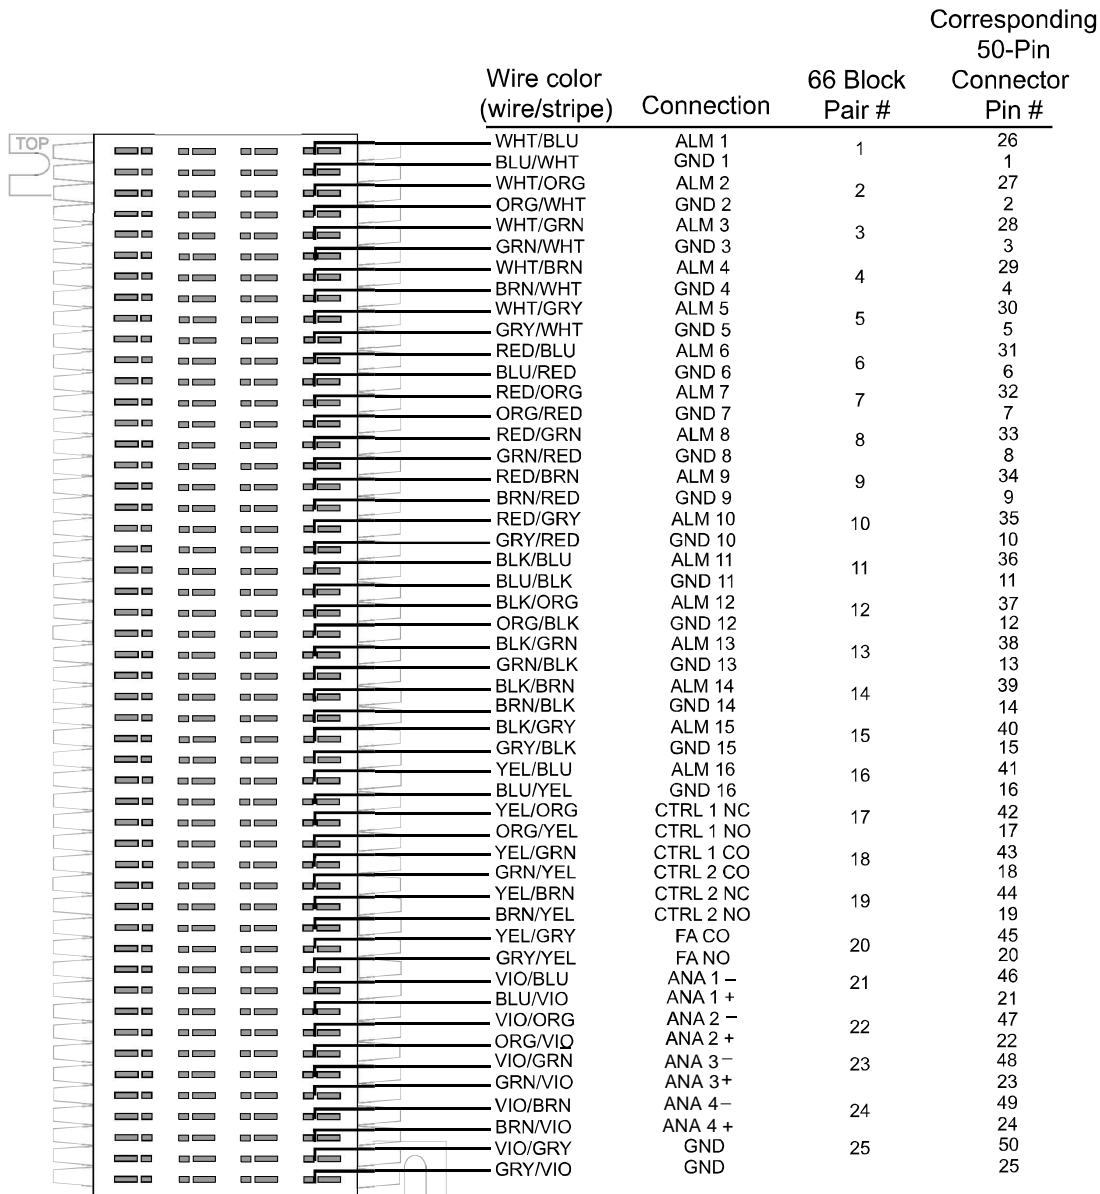 Corresponding
50-Pin
Wire color 66 Block Connector
(wire/stripe) Connection Pair # Pin #
TOP
WHT/BLU ALM 1 1 26
BLU/WHT GND 1 1
WHT/ORG ALM 2 2 27
ORG/WHT GND 2 2
WHT/GRN ALM 3 3 28
GRN/WHT GND 3 3
WHT/BRN ALM 4 4 29
BRN/WHT GND 4 4
WHT/GRY ALM 5 5 30
GRY/WHT GND 5 5
RED/BLU ALM 6 6 31
BLU/RED GND 6 6
RED/ORG ALM 7 7 32
ORG/RED GND 7 7
RED/GRN ALM 8 8 33
GRN/RED GND 8 8
RED/BRN ALM 9 9 34
BRN/RED GND 9 9
RED/GRY ALM 10 10 35
GRY/RED GND 10 10
BLK/BLU ALM 11 11 36
BLU/BLK GND 11 11
BLK/ORG ALM 12 12 37
ORG/BLK GND 12 12
BLK/GRN ALM 13 13 38
GRN/BLK GND 13 13
BLK/BRN ALM 14 14 39
BRN/BLK GND 14 14
BLK/GRY ALM 15 15 40
GRY/BLK GND 15 15
YEL/BLU ALM 16 16 41
BLU/YEL GND 16 16
YEL/ORG CTRL 1 NC 17 42
ORG/YEL CTRL 1 NO 17
YEL/GRN CTRL 1 CO 18 43
GRN/YEL CTRL 2 CO 18
YEL/BRN CTRL 2 NC 19 44
BRN/YEL CTRL 2 NO 19
YEL/GRY FA CO 20 45
GRY/YEL FA NO 20
VIO/BLU ANA 1 – 21 46
BLU/VIO ANA 1 + 21
VIO/ORG ANA 2 – 22 47
ORG/VIO ANA 2 + 22
VIO/GRN ANA 3 – 23 48
GRN/VIO ANA 3 + 23
VIO/BRN ANA 4 – 24 49
BRN/VIO ANA 4 + 24
VIO/GRY GND 25 50
GRY/VIO GND 25